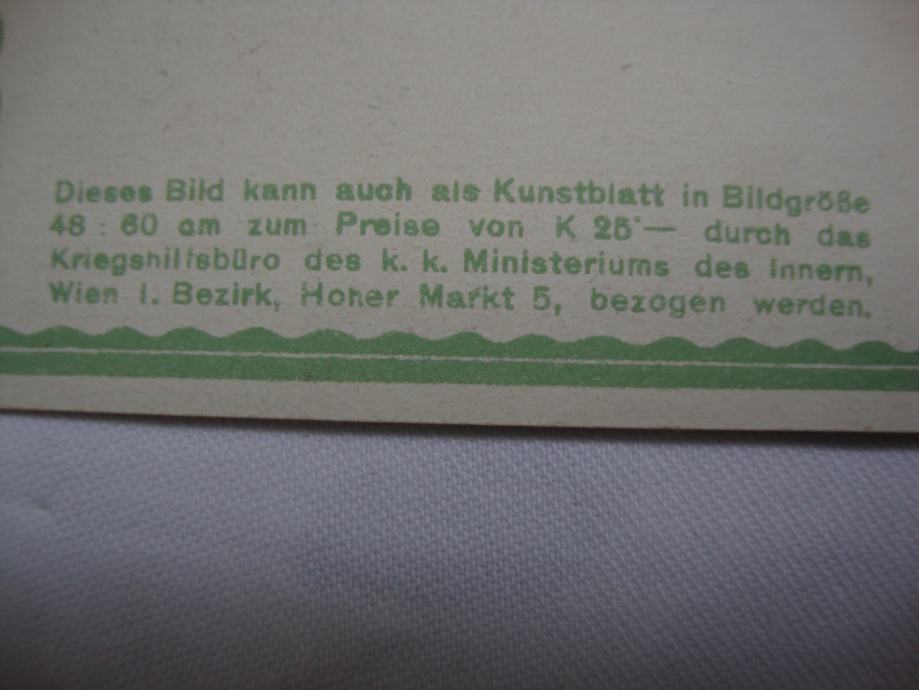 Dieses Bild kann auch als Kunstblatt in Bildgröße
48 : 60 cm zum Preise von K 25·— durch das
Kriegshilfsbüro des k. k. Ministeriums des Innern,
Wien I. Bezirk, Hoher Markt 5, bezogen werden.